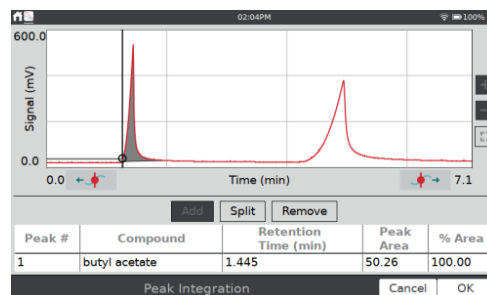 02:04PM 100%
600.0
Signal (mV)
0.0
0.0 Time (min) 7.1
Add Split Remove
Peak # Compound Retention Time (min) Peak Area % Area
1 butyl acetate 1.445 50.26 100.00
Peak Integration Cancel OK